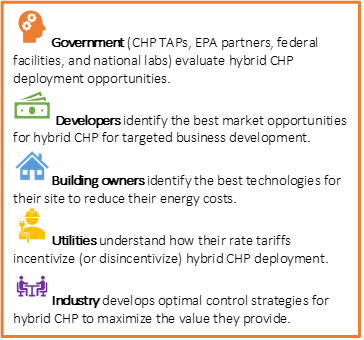 Government (CHP TAPs, EPA partners, federal
facilities, and national labs) evaluate hybrid CHP
deployment opportunities.
Developers identify the best market opportunities
for hybrid CHP for targeted business development.
Building owners identify the best technologies for
their site to reduce their energy costs.
Utilities understand how their rate tariffs
incentivize (or disincentivize) hybrid CHP deployment.
Industry develops optimal control strategies for
hybrid CHP to maximize the value they provide.